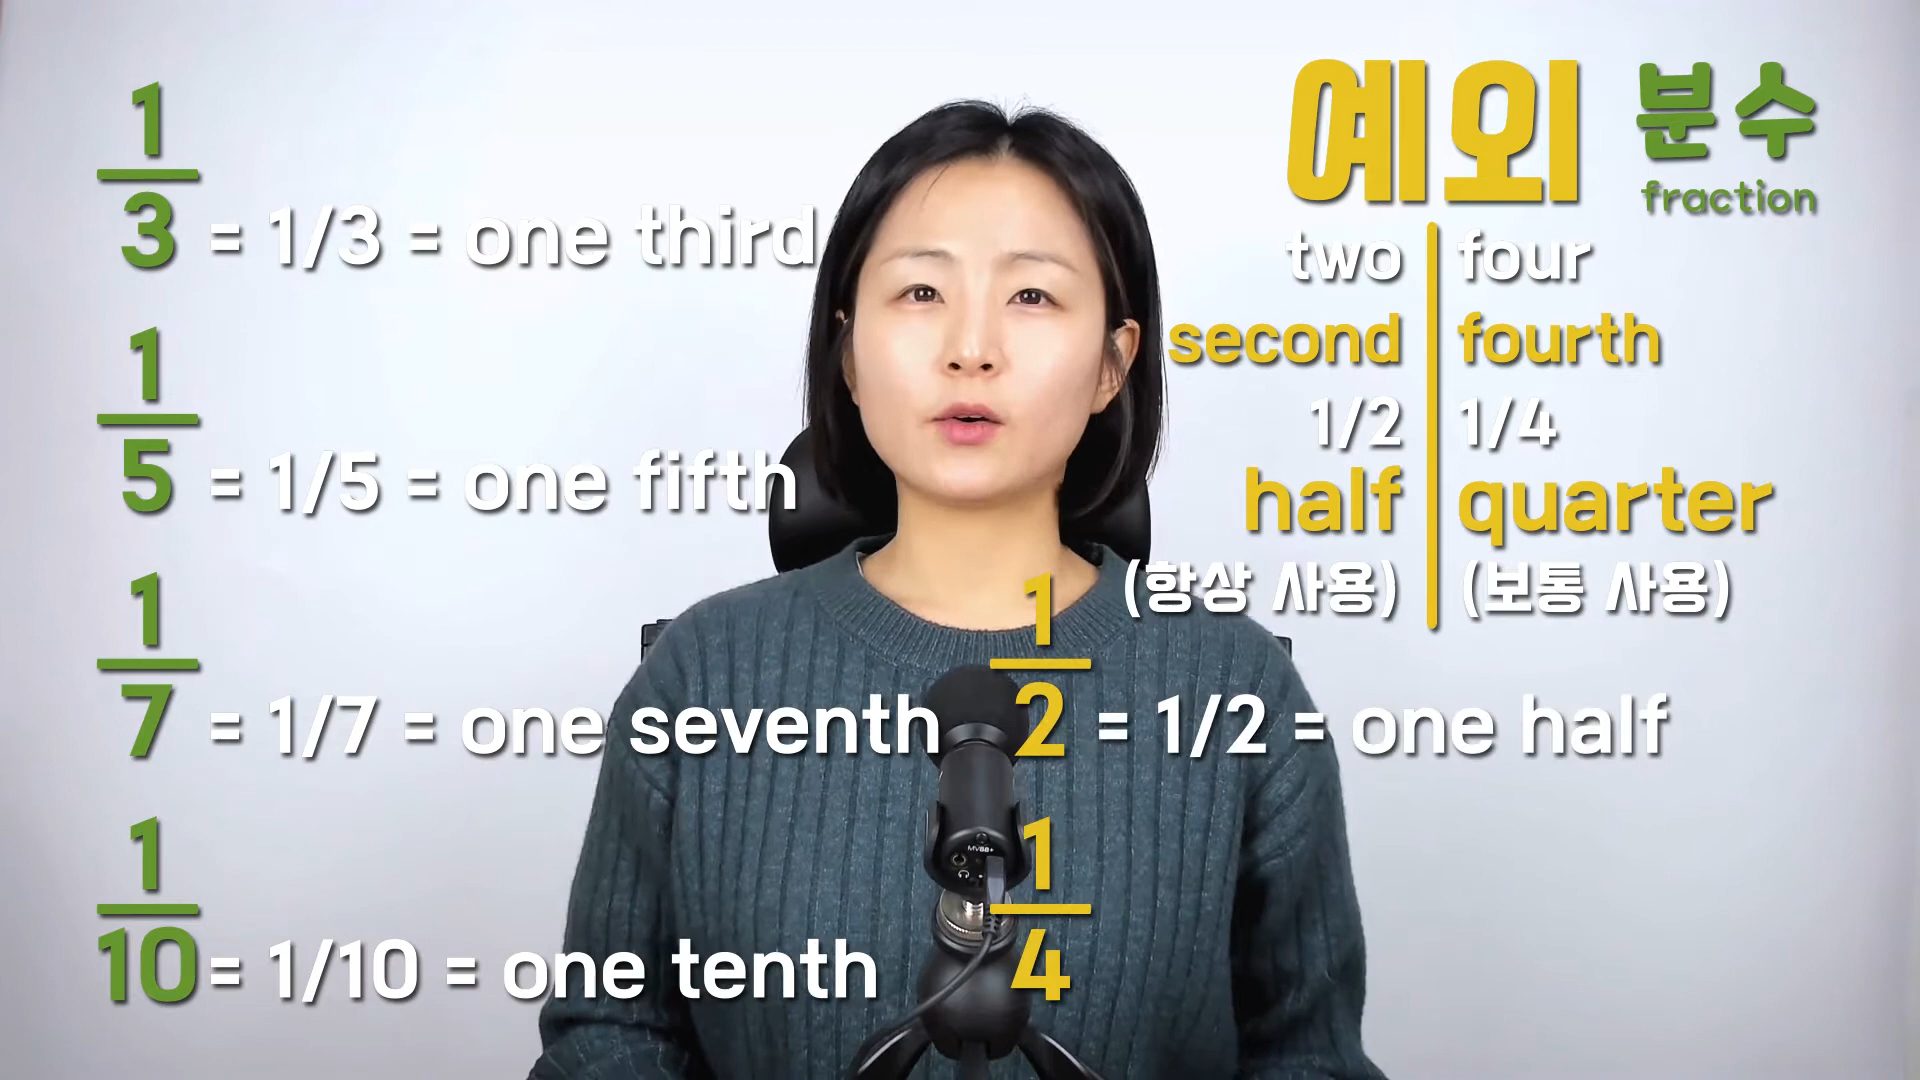 예외
분수
fraction
1
3
= 1/3 = one third
1
5
= 1/5 = one fifth
1
7
= 1/7 = one seventh
1
10
= 1/10 = one tenth
two
second
1/2
half
(항상 사용)
four
fourth
1/4
quarter
(보통 사용)
1
2
= 1/2 = one half
1
4
MV88+